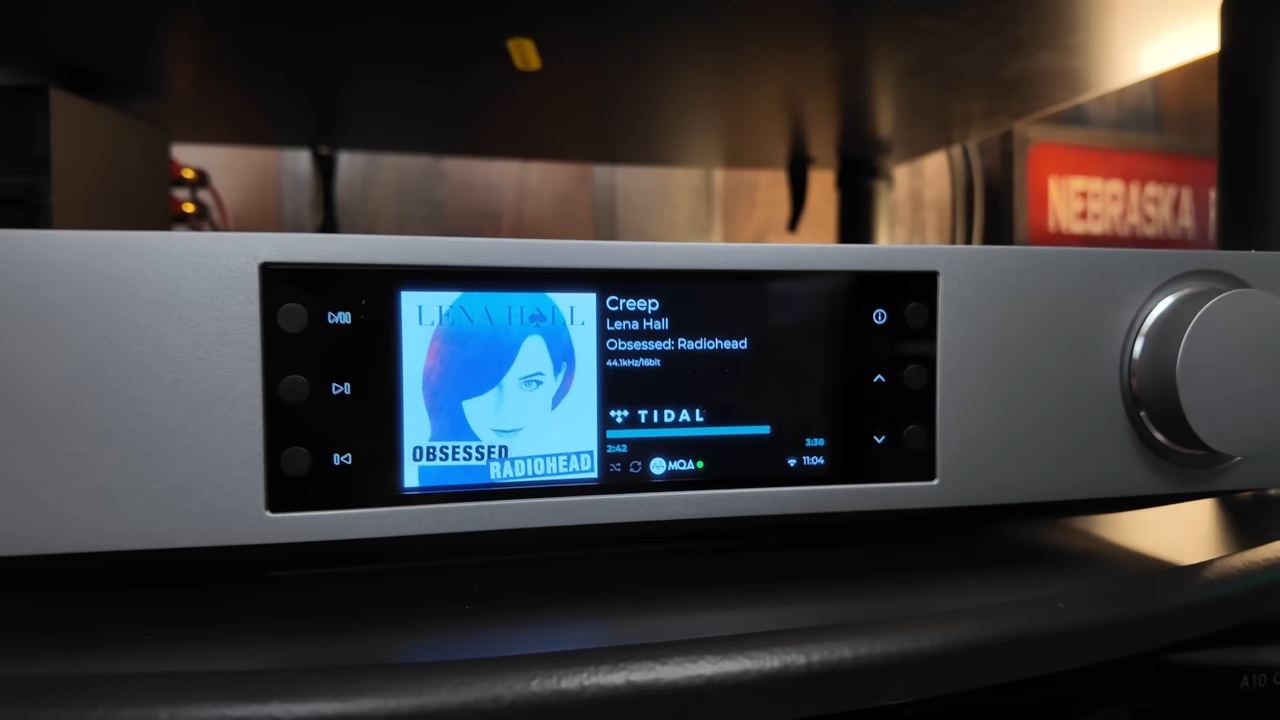 NEBRASKA
LENA HALL
OBSESSED
RADIOHEAD
Creep
Lena Hall
Obsessed: Radiohead
44.1kHz/16bit
TIDAL
2:42
3:38
MQA
11:04
A10